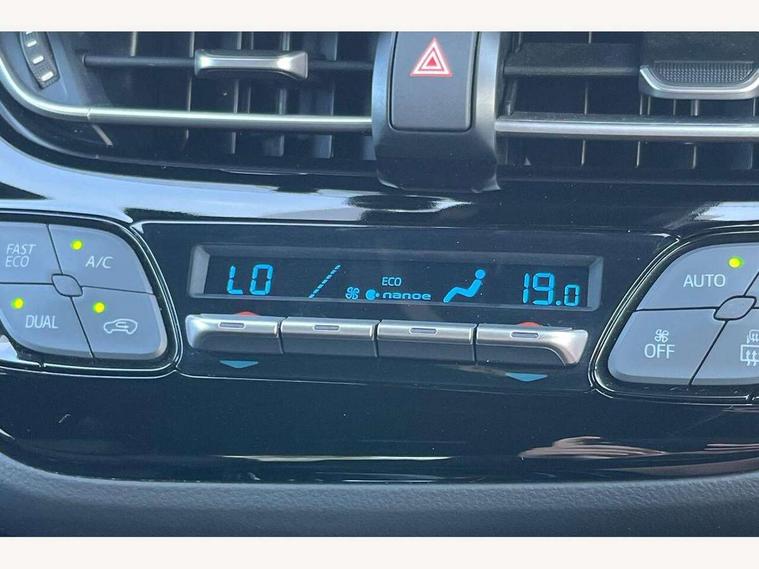 FAST
ECO
A/C
DUAL
LO
ECO
nanoe
19.0
AUTO
OFF